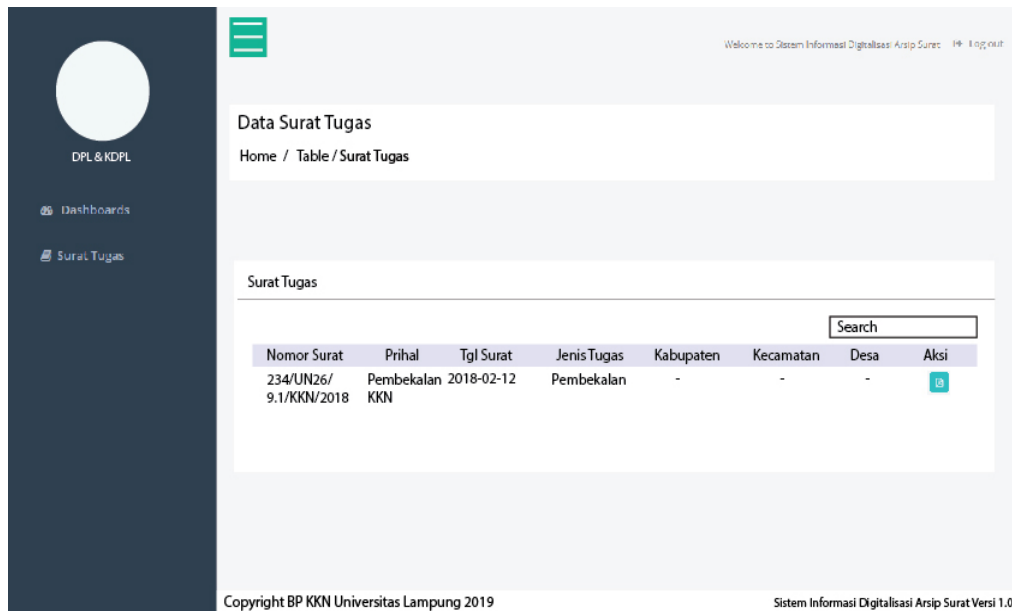 Welcome to Sistem Informasi Digitalisasi Arsip Surat Log out
DPL & KDPL
Dashboards
Surat Tugas
Data Surat Tugas
Home / Table / Surat Tugas
Surat Tugas
Search
Nomor Surat Prihal Tgl Surat Jenis Tugas Kabupaten Kecamatan Desa Aksi
234/UN26/ Pembekalan 2018-02-12 Pembekalan - - -
9.1/KKN/2018 KKN
Copyright BP KKN Universitas Lampung 2019 Sistem Informasi Digitalisasi Arsip Surat Versi 1.0